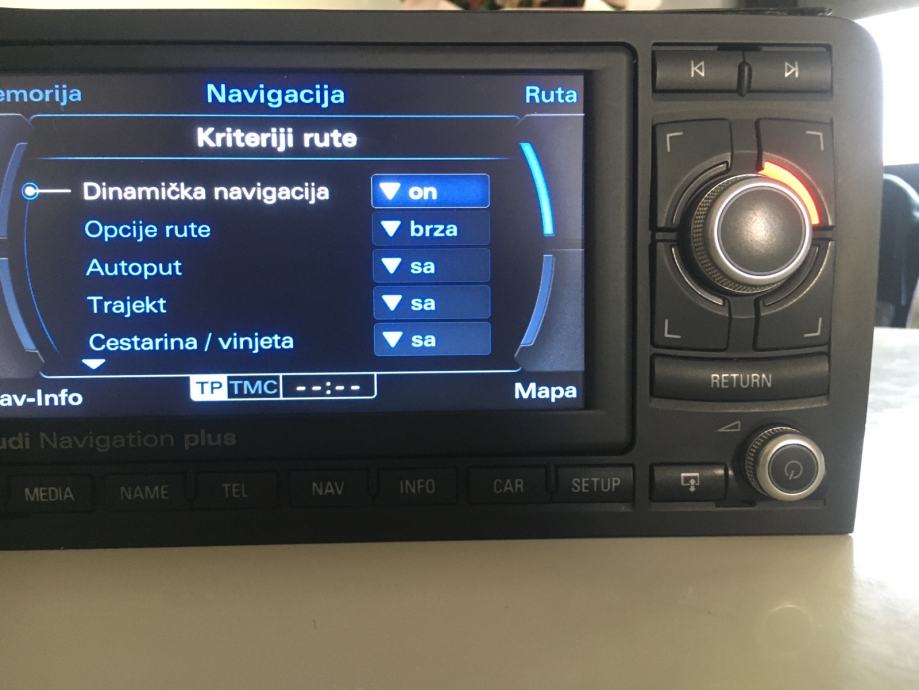 emorija Navigacija Ruta
Kriteriji rute
Dinamička navigacija on
Opcije rute brza
Autoput sa
Trajekt sa
Cestarina / vinjeta sa
av-Info TP TMC --:-- Mapa
udi Navigation plus
MEDIA NAME TEL NAV INFO CAR SETUP
RETURN